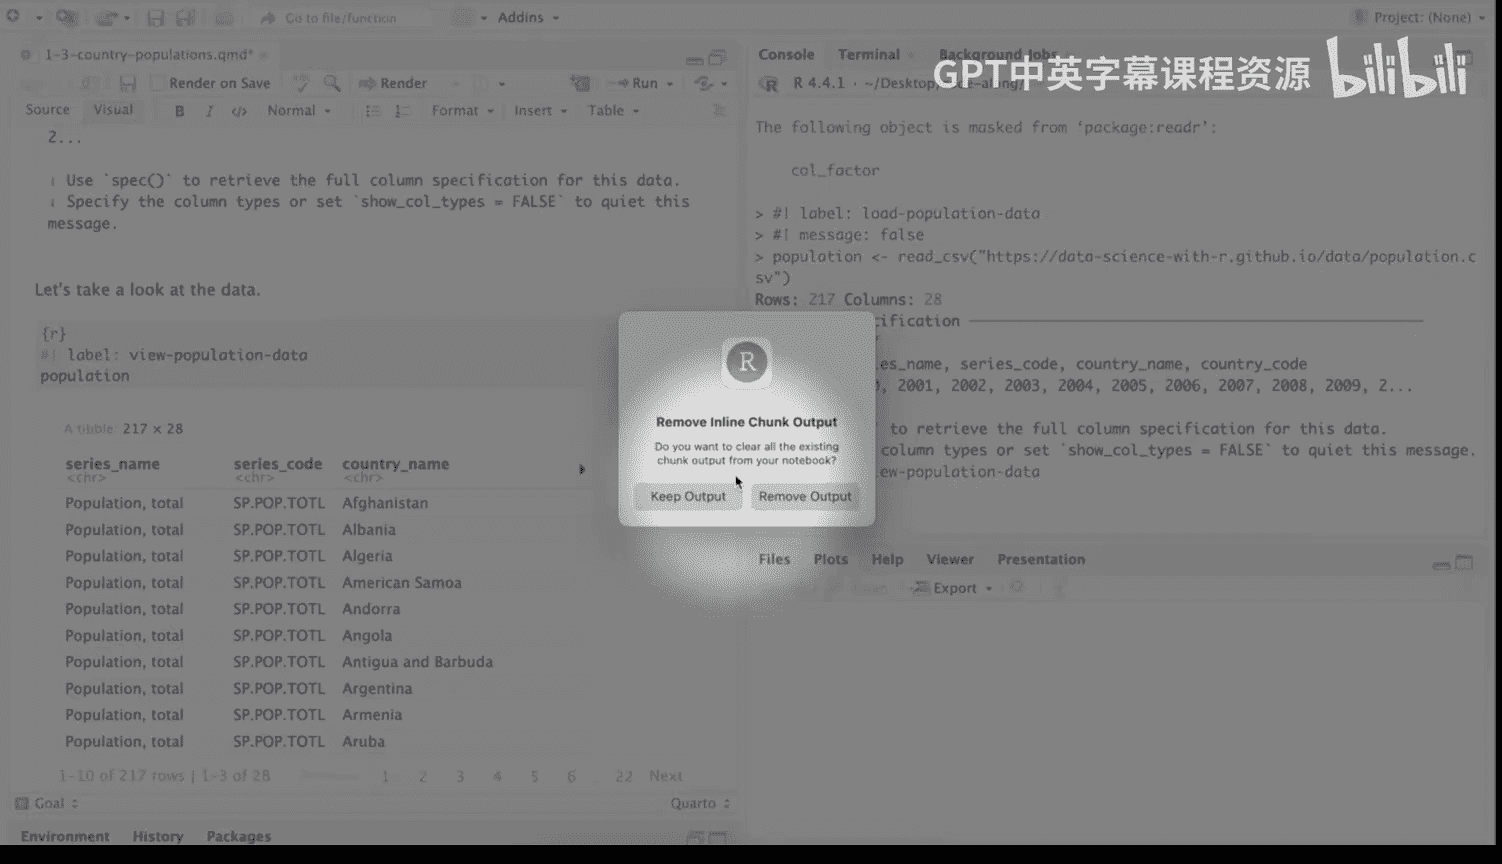 Go to file/function
Addins
Project: (None)
1-3-country-populations.qmd*
Render on Save
Render
Run
Source
Visual
B
I
</>
Normal
Format
Insert
Table
2...
Use `spec()` to retrieve the full column specification for this data.
Specify the column types or set `show_col_types = FALSE` to quiet this
message.
Let's take a look at the data.
{r}
#| label: view-population-data
population
A tibble: 217 × 28
series_name series_code country_name
<chr> <chr> <chr>
Population, total SP.POP.TOTL Afghanistan
Population, total SP.POP.TOTL Albania
Population, total SP.POP.TOTL Algeria
Population, total SP.POP.TOTL American Samoa
Population, total SP.POP.TOTL Andorra
Population, total SP.POP.TOTL Angola
Population, total SP.POP.TOTL Antigua and Barbuda
Population, total SP.POP.TOTL Argentina
Population, total SP.POP.TOTL Armenia
Population, total SP.POP.TOTL Aruba
1-10 of 217 rows | 1-3 of 28
1 2 3 4 5 6 .. 22 Next
Goal
Quarto
Environment History Packages
Console Terminal Background Jobs
GPT中英字幕课程资源 bilibili
R 4.4.1 · ~/Desktop/
The following object is masked from ‘package:readr’:
col_factor
> #| label: load-population-data
> #| message: false
> population <- read_csv("https://data-science-with-r.github.io/data/population.c
sv")
Rows: 217 Columns: 28
ification
es_name, series_code, country_name, country_code
, 2001, 2002, 2003, 2004, 2005, 2006, 2007, 2008, 2009, 2...
to retrieve the full column specification for this data.
column types or set `show_col_types = FALSE` to quiet this message.
ew-population-data
R
Remove Inline Chunk Output
Do you want to clear all the existing
chunk output from your notebook?
Keep Output
Remove Output
Files Plots Help Viewer Presentation
Export